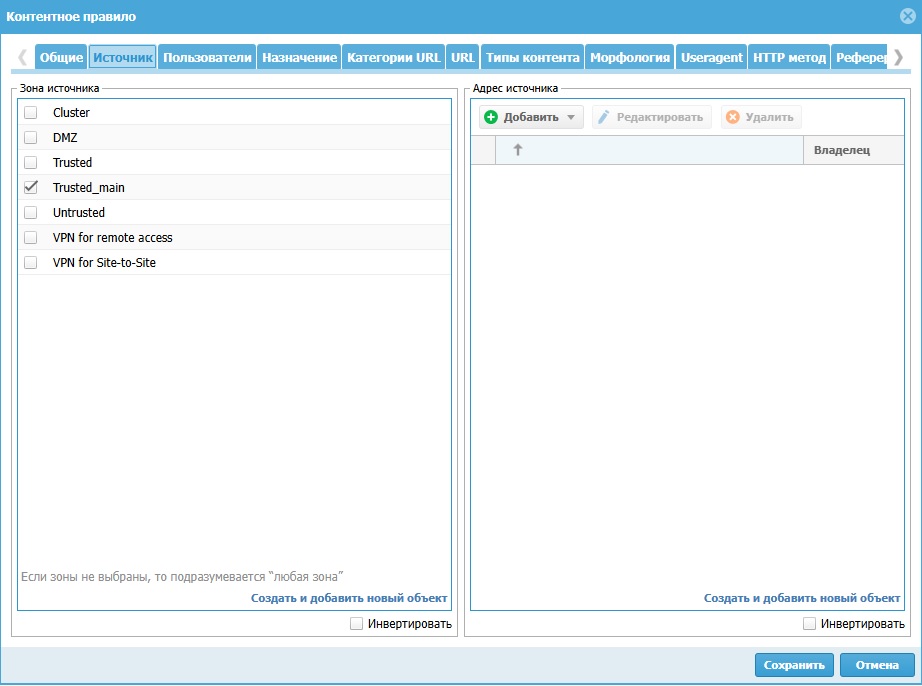 Контентное правило
Общие Источник Пользователи Назначение Категории URL URL Типы контента Морфология Useragent HTTP метод Рефере
Зона источника
Cluster
DMZ
Trusted
Trusted_main
Untrusted
VPN for remote access
VPN for Site-to-Site
Если зоны не выбраны, то подразумевается “любая зона”
Создать и добавить новый объект
Инвертировать
Адрес источника
Добавить Редактировать Удалить
Владелец
Создать и добавить новый объект
Инвертировать
Сохранить Отмена